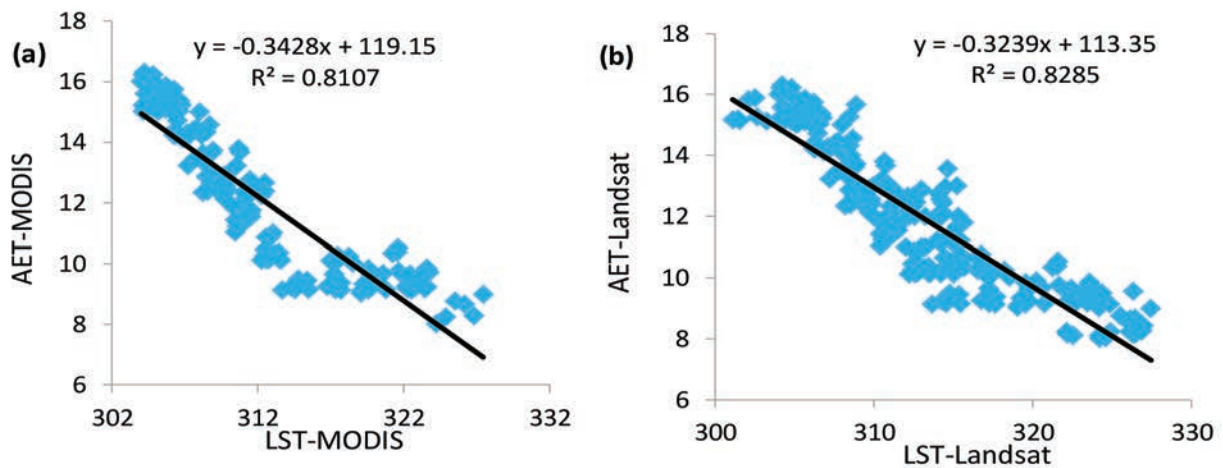 (a)
y = -0.3428x + 119.15
R² = 0.8107
AET-MODIS
18
16
14
12
10
8
6
302 312 322 332
LST-MODIS
(b)
y = -0.3239x + 113.35
R² = 0.8285
AET-Landsat
18
16
14
12
10
8
6
300 310 320 330
LST-Landsat